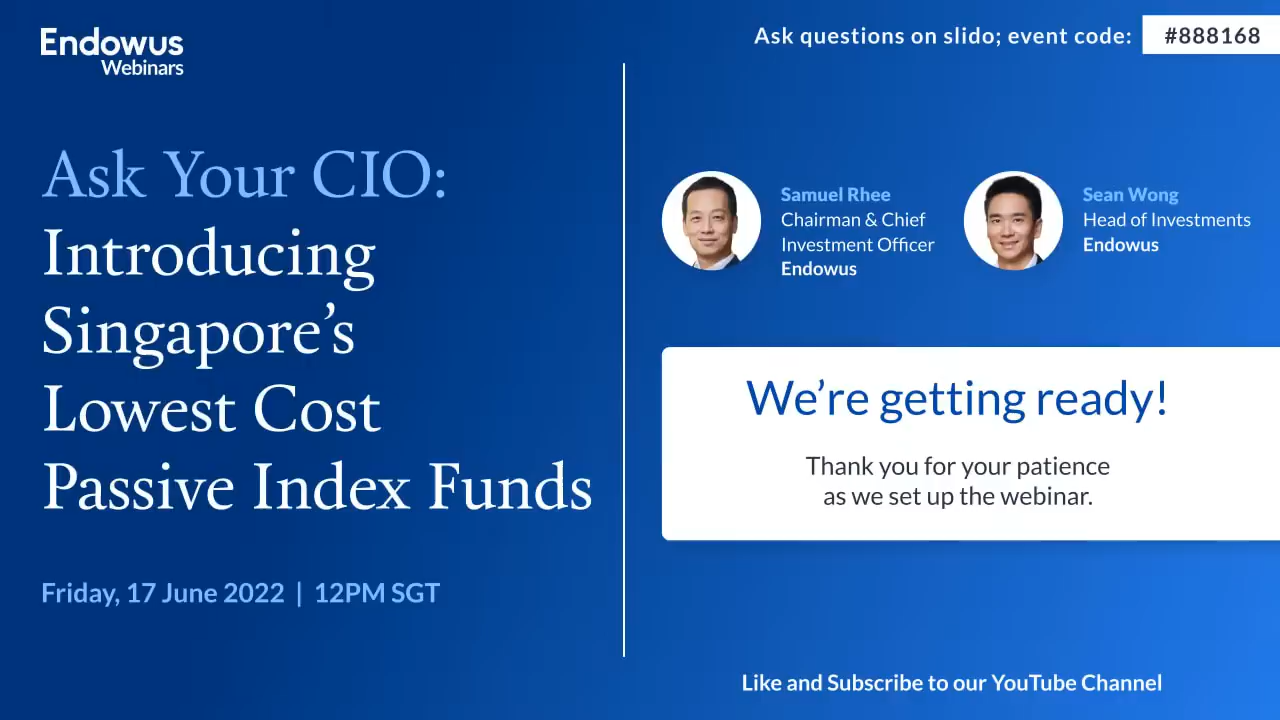 Endowus
Webinars
Ask questions on slido; event code: #888168
Ask Your CIO:
Introducing
Singapore’s
Lowest Cost
Passive Index Funds
Friday, 17 June 2022 | 12PM SGT
Samuel Rhee
Chairman & Chief
Investment Officer
Endowus
Sean Wong
Head of Investments
Endowus
We’re getting ready!
Thank you for your patience
as we set up the webinar.
Like and Subscribe to our YouTube Channel